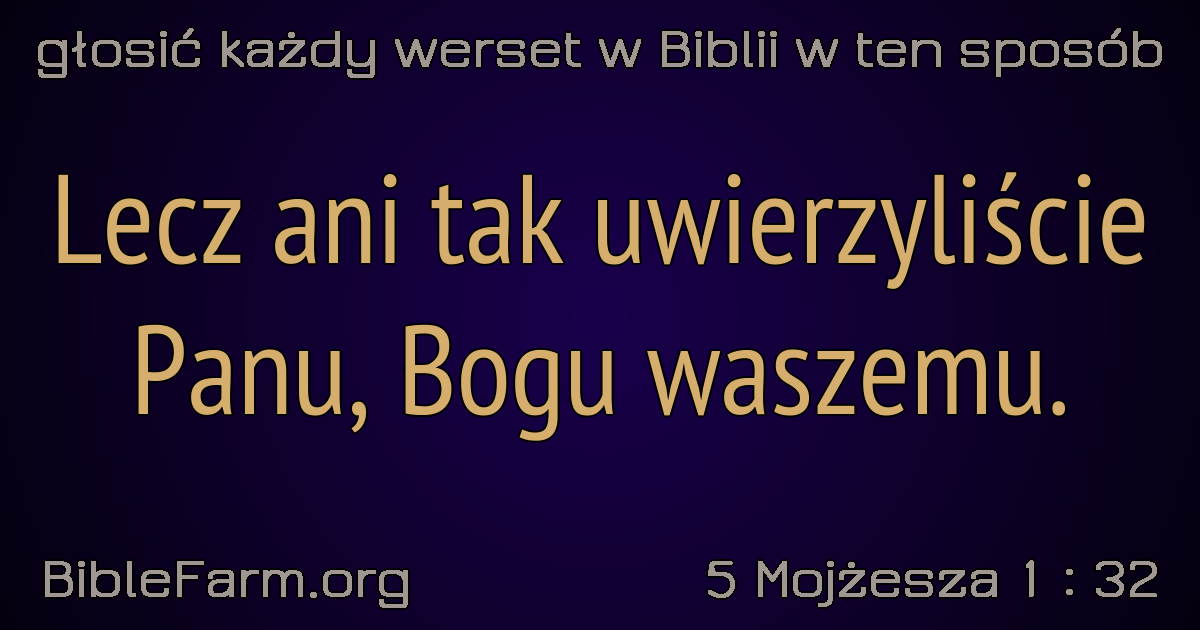 głosić każdy werset w Biblii w ten sposób
Lecz ani tak uwierzyliście
Panu, Bogu waszemu.
BibleFarm.org
5 Mojżesza 1 : 32